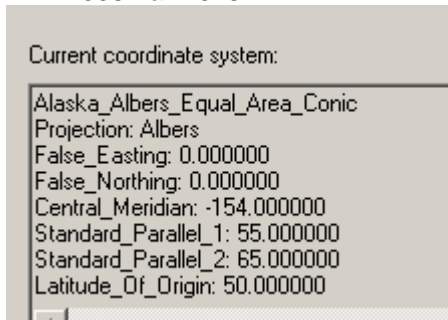 Current coordinate system:
Alaska_Albers_Equal_Area_Conic
Projection: Albers
False_Easting: 0.000000
False_Northing: 0.000000
Central_Meridian: -154.000000
Standard_Parallel_1: 55.000000
Standard_Parallel_2: 65.000000
Latitude_Of_Origin: 50.000000